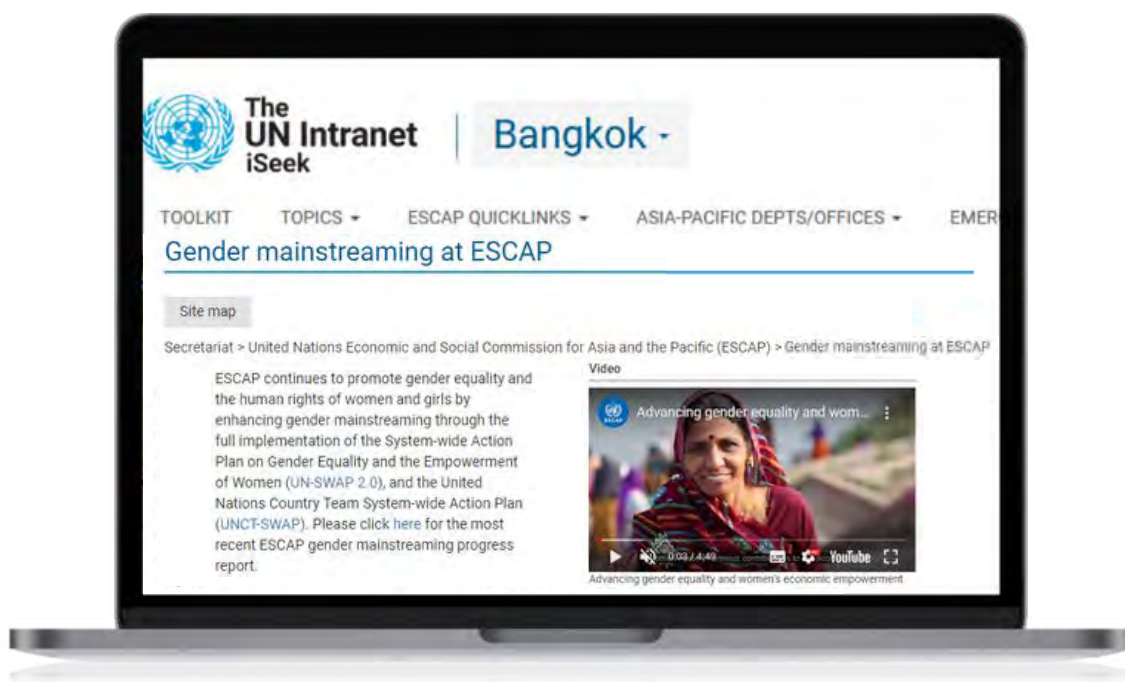 The
UN Intranet
iSeek
Bangkok
TOOLKIT TOPICS ESCAP QUICKLINKS ASIA-PACIFIC DEPTS/OFFICES EMER
Gender mainstreaming at ESCAP
Site map
Secretariat > United Nations Economic and Social Commission for Asia and the Pacific (ESCAP) > Gender mainstreaming at ESCAP
ESCAP continues to promote gender equality and
the human rights of women and girls by
enhancing gender mainstreaming through the
full implementation of the System-wide Action
Plan on Gender Equality and the Empowerment
of Women (UN-SWAP 2.0), and the United
Nations Country Team System-wide Action Plan
(UNCT-SWAP). Please click here for the most
recent ESCAP gender mainstreaming progress
report.
Video
ESCAP
Advancing gender equality and wom...
0:03 / 4:49
YouTube
Advancing gender equality and women's economic empowerment